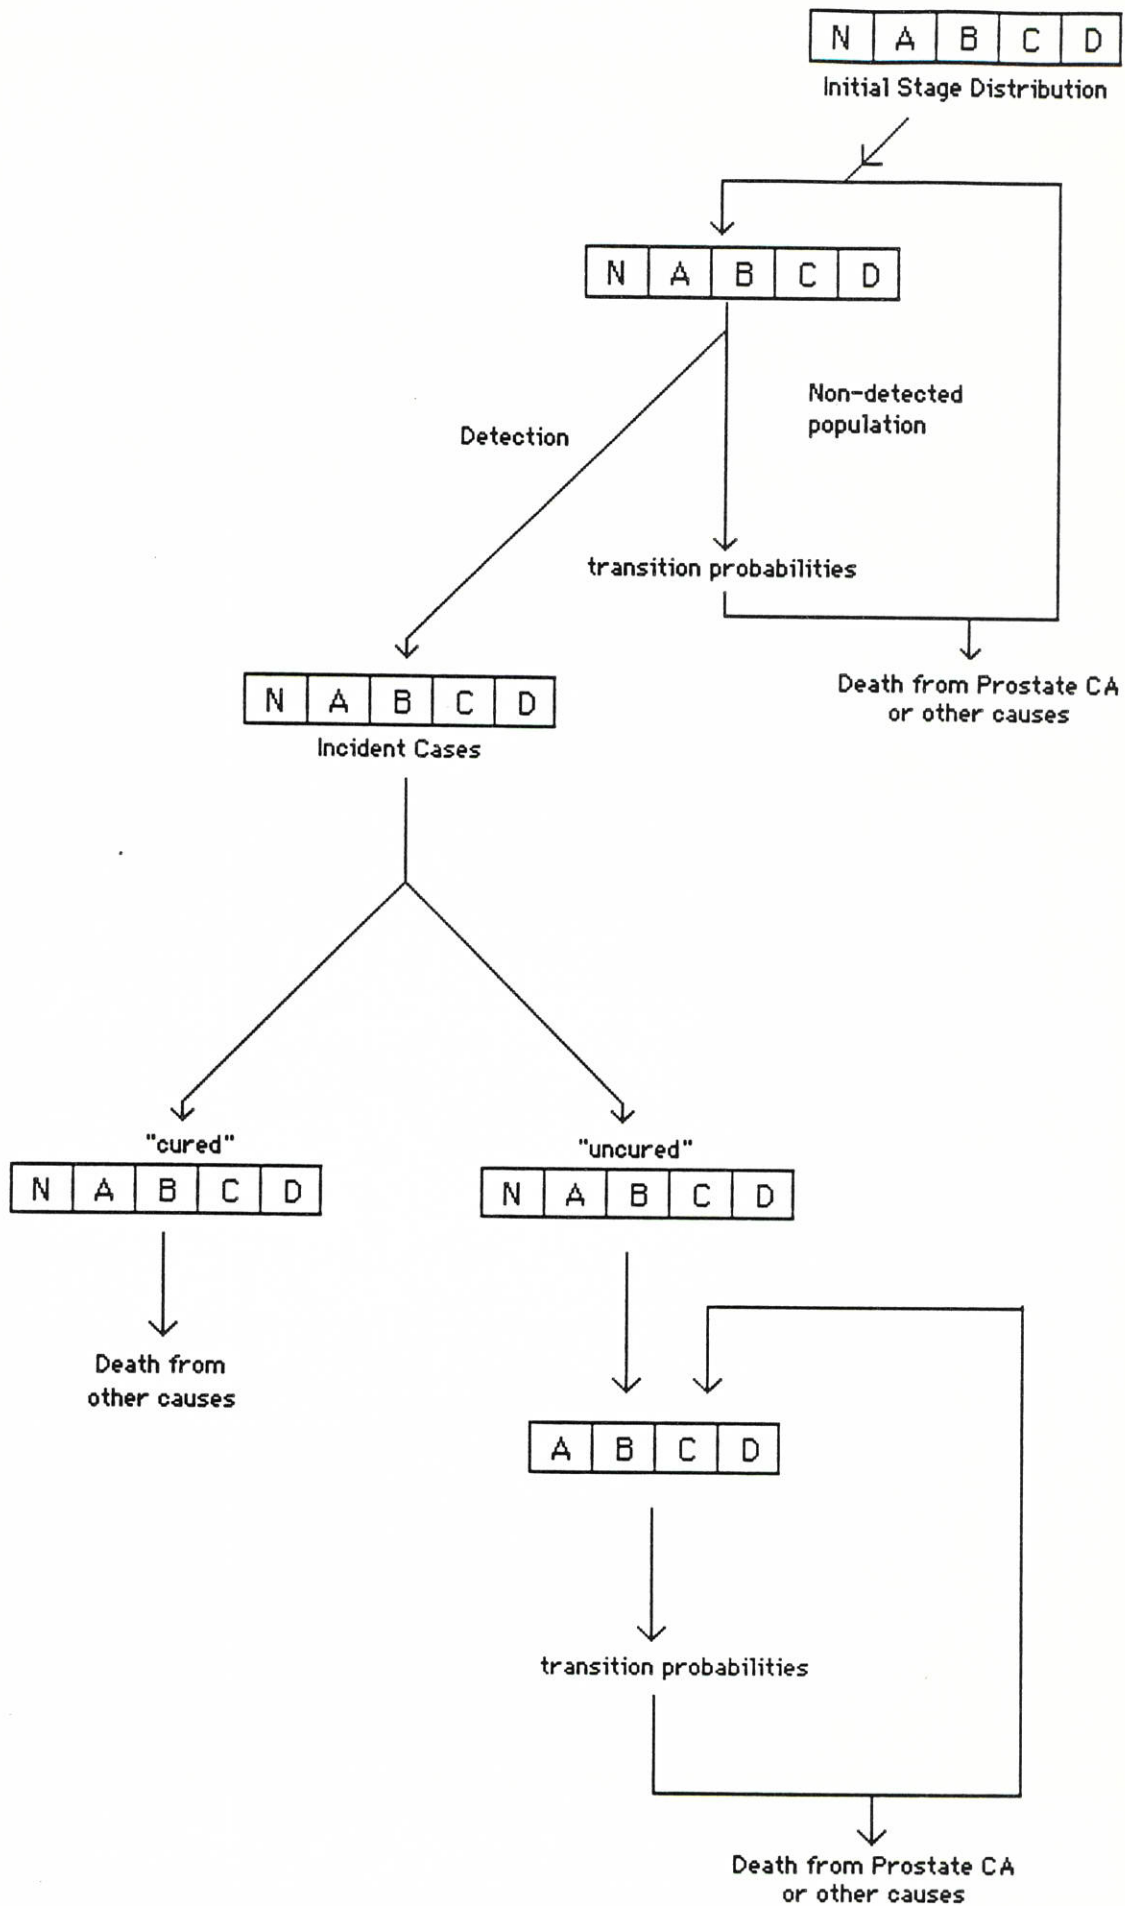 N A B C D
Initial Stage Distribution
N A B C D
Non-detected
population
Detection
transition probabilities
Death from Prostate CA
or other causes
N A B C D
Incident Cases
"cured"
N A B C D
"uncured"
N A B C D
Death from
other causes
A B C D
transition probabilities
Death from Prostate CA
or other causes